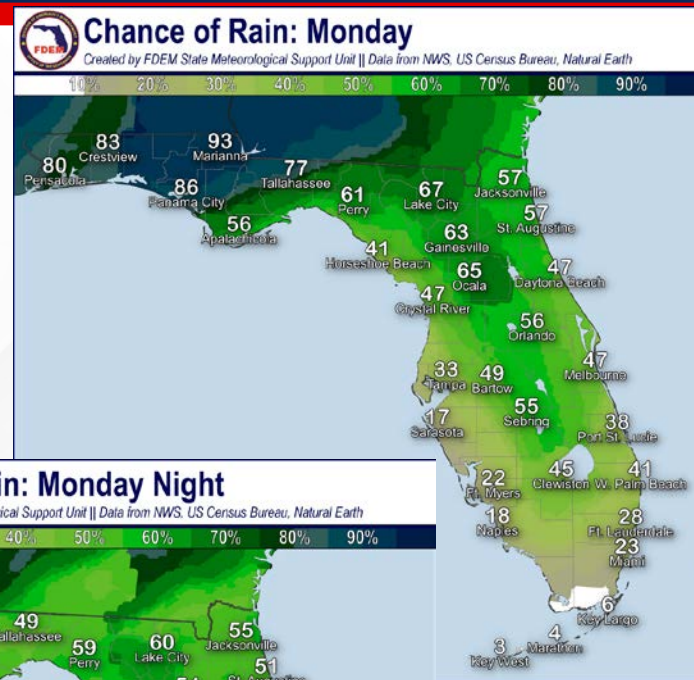 FDEM
Chance of Rain: Monday
Created by FDEM State Meteorological Support Unit || Data from NWS, US Census Bureau, Natural Earth
10% 20% 30% 40% 50% 60% 70% 80% 90%
83
Crestview
93
Marianna
80
Pensacola
77
Tallahassee
86
Panama City
56
Apalachicola
61
Perry
67
Lake City
57
Jacksonville
57
St. Augustine
63
Gainesville
41
Horseshoe Beach
65
Ocala
47
Daytona Beach
47
Crystal River
56
Orlando
33
Tampa
49
Bartow
47
Melbourne
17
Sarasota
55
Sebring
38
Port St. Lucie
22
Ft. Myers
45
Clewiston
41
W. Palm Beach
18
Naples
28
Ft. Lauderdale
23
Miami
6
Key Largo
4
Marathon
3
Key West
in: Monday Night
ical Support Unit || Data from NWS, US Census Bureau, Natural Earth
40% 50% 60% 70% 80% 90%
49
allahassee
59
Perry
60
Lake City
55
Jacksonville
51